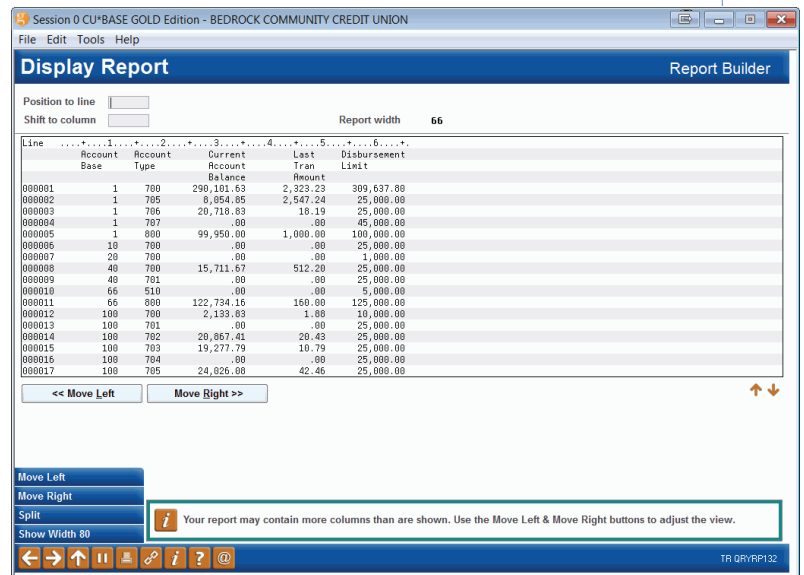 Session 0 CU*BASE GOLD Edition - BEDROCK COMMUNITY CREDIT UNION
File Edit Tools Help
Display Report Report Builder
Position to line
Shift to column Report width 66
Line ....+....1....+....2....+....3....+....4....+....5....+....6....+.
Account Account Current Last Disbursement
Base Type Account Tran Limit
Balance Amount
000001 1 700 290,101.63 2,323.23 309,637.80
000002 1 705 8,054.85 2,547.24 25,000.00
000003 1 706 20,718.83 18.19 25,000.00
000004 1 707 .00 .00 45,000.00
000005 1 800 99,950.00 1,000.00 100,000.00
000006 10 700 .00 .00 25,000.00
000007 20 700 .00 .00 1,000.00
000008 40 700 15,711.67 512.20 25,000.00
000009 40 701 .00 .00 25,000.00
000010 66 510 .00 .00 5,000.00
000011 66 800 122,734.16 160.00 125,000.00
000012 100 700 2,133.83 1.88 10,000.00
000013 100 701 .00 .00 25,000.00
000014 100 702 20,867.41 20.43 25,000.00
000015 100 703 19,277.79 10.79 25,000.00
000016 100 704 .00 .00 25,000.00
000017 100 705 24,026.08 42.46 25,000.00
<< Move Left Move Right >>
Move Left
Move Right
Split
Show Width 80
Your report may contain more columns than are shown. Use the Move Left & Move Right buttons to adjust the view.
TR QRYRP132